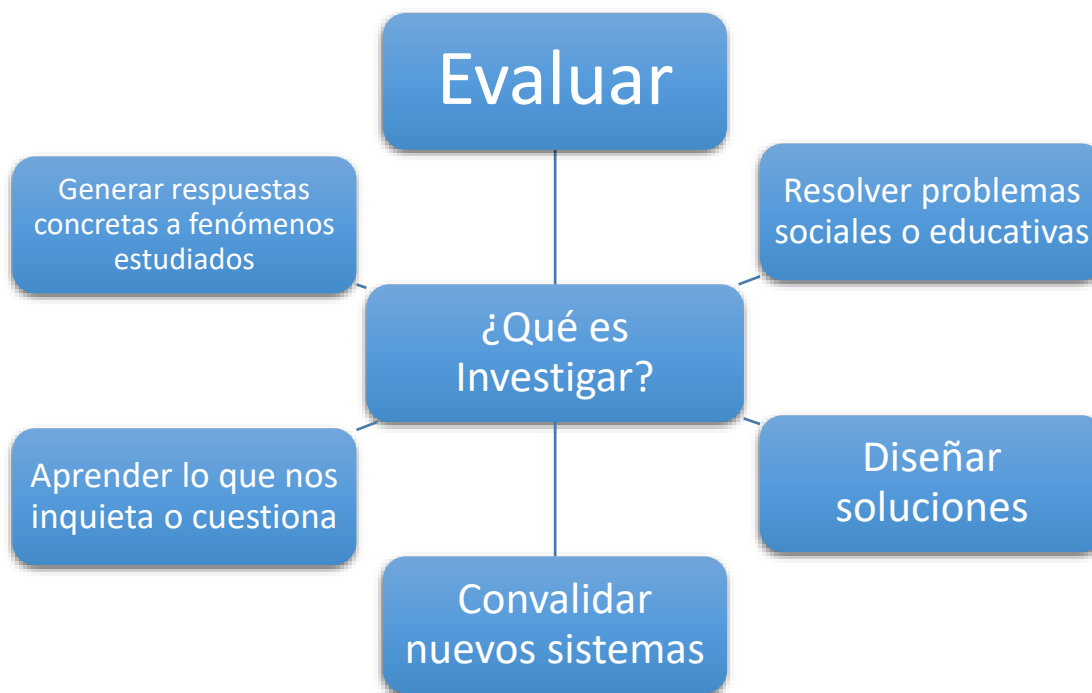 Evaluar
Generar respuestas
concretas a fenómenos
estudiados
Resolver problemas
sociales o educativas
¿Qué es
Investigar?
Aprender lo que nos
inquieta o cuestiona
Diseñar
soluciones
Convalidar
nuevos sistemas